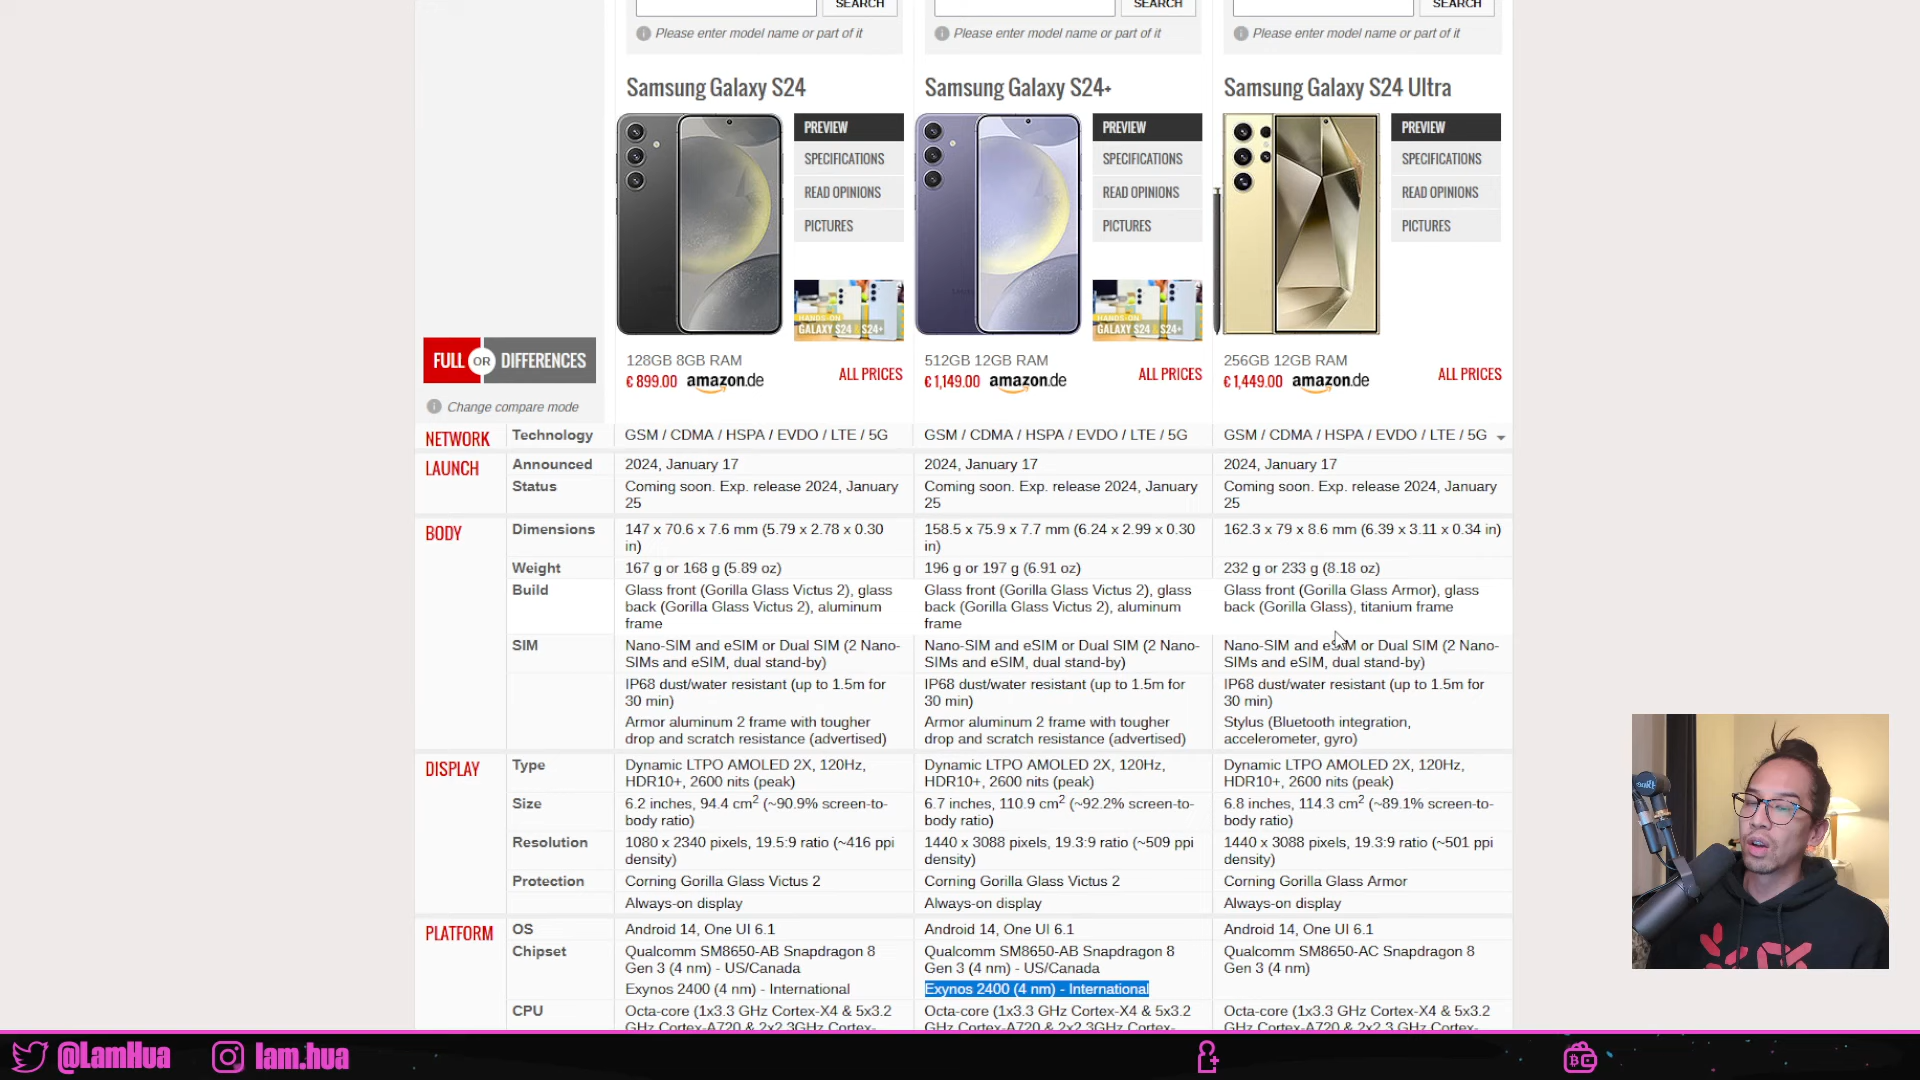 SEARCH SEARCH SEARCH
Please enter model name or part of it Please enter model name or part of it Please enter model name or part of it
Samsung Galaxy S24 Samsung Galaxy S24+ Samsung Galaxy S24 Ultra
PREVIEW PREVIEW PREVIEW
SPECIFICATIONS SPECIFICATIONS SPECIFICATIONS
READ OPINIONS READ OPINIONS READ OPINIONS
PICTURES PICTURES PICTURES
HANDS-ON HANDS-ON
GALAXY S24 & S24+ GALAXY S24 & S24+
FULL OR DIFFERENCES
Change compare mode
128GB 8GB RAM 512GB 12GB RAM 256GB 12GB RAM
€ 899.00 amazon.de ALL PRICES € 1,149.00 amazon.de ALL PRICES € 1,449.00 amazon.de ALL PRICES
NETWORK Technology GSM / CDMA / HSPA / EVDO / LTE / 5G GSM / CDMA / HSPA / EVDO / LTE / 5G GSM / CDMA / HSPA / EVDO / LTE / 5G
LAUNCH Announced 2024, January 17 2024, January 17 2024, January 17
Status Coming soon. Exp. release 2024, January Coming soon. Exp. release 2024, January Coming soon. Exp. release 2024, January
25 25 25
BODY Dimensions 147 x 70.6 x 7.6 mm (5.79 x 2.78 x 0.30 158.5 x 75.9 x 7.7 mm (6.24 x 2.99 x 0.30 162.3 x 79 x 8.6 mm (6.39 x 3.11 x 0.34 in)
in) in)
Weight 167 g or 168 g (5.89 oz) 196 g or 197 g (6.91 oz) 232 g or 233 g (8.18 oz)
Build Glass front (Gorilla Glass Victus 2), glass Glass front (Gorilla Glass Victus 2), glass Glass front (Gorilla Glass Armor), glass
back (Gorilla Glass Victus 2), aluminum back (Gorilla Glass Victus 2), aluminum back (Gorilla Glass), titanium frame
frame frame
SIM Nano-SIM and eSIM or Dual SIM (2 Nano- Nano-SIM and eSIM or Dual SIM (2 Nano- Nano-SIM and eSIM or Dual SIM (2 Nano-
SIMs and eSIM, dual stand-by) SIMs and eSIM, dual stand-by) SIMs and eSIM, dual stand-by)
IP68 dust/water resistant (up to 1.5m for IP68 dust/water resistant (up to 1.5m for IP68 dust/water resistant (up to 1.5m for
30 min) 30 min) 30 min)
Armor aluminum 2 frame with tougher Armor aluminum 2 frame with tougher Stylus (Bluetooth integration,
drop and scratch resistance (advertised) drop and scratch resistance (advertised) accelerometer, gyro)
DISPLAY Type Dynamic LTPO AMOLED 2X, 120Hz, Dynamic LTPO AMOLED 2X, 120Hz, Dynamic LTPO AMOLED 2X, 120Hz,
HDR10+, 2600 nits (peak) HDR10+, 2600 nits (peak) HDR10+, 2600 nits (peak)
Size 6.2 inches, 94.4 cm² (~90.9% screen-to- 6.7 inches, 110.9 cm² (~92.2% screen-to- 6.8 inches, 114.3 cm² (~89.1% screen-to-
body ratio) body ratio) body ratio)
Resolution 1080 x 2340 pixels, 19.5:9 ratio (~416 ppi 1440 x 3088 pixels, 19.3:9 ratio (~509 ppi 1440 x 3088 pixels, 19.3:9 ratio (~501 ppi
density) density) density)
Protection Corning Gorilla Glass Victus 2 Corning Gorilla Glass Victus 2 Corning Gorilla Glass Armor
Always-on display Always-on display Always-on display
PLATFORM OS Android 14, One UI 6.1 Android 14, One UI 6.1 Android 14, One UI 6.1
Chipset Qualcomm SM8650-AB Snapdragon 8 Qualcomm SM8650-AB Snapdragon 8 Qualcomm SM8650-AC Snapdragon 8
Gen 3 (4 nm) - US/Canada Gen 3 (4 nm) - US/Canada Gen 3 (4 nm)
Exynos 2400 (4 nm) - International Exynos 2400 (4 nm) - International
CPU Octa-core (1x3.3 GHz Cortex-X4 & 5x3.2 Octa-core (1x3.3 GHz Cortex-X4 & 5x3.2 Octa-core (1x3.3 GHz Cortex-X4 & 5x3.2
GHz Cortex-A720 & 2x2.3GHz Cortex- GHz Cortex-A720 & 2x2.3GHz Cortex- GHz Cortex-A720 & 2x2.3GHz Cortex-
@LamHua lam.hua